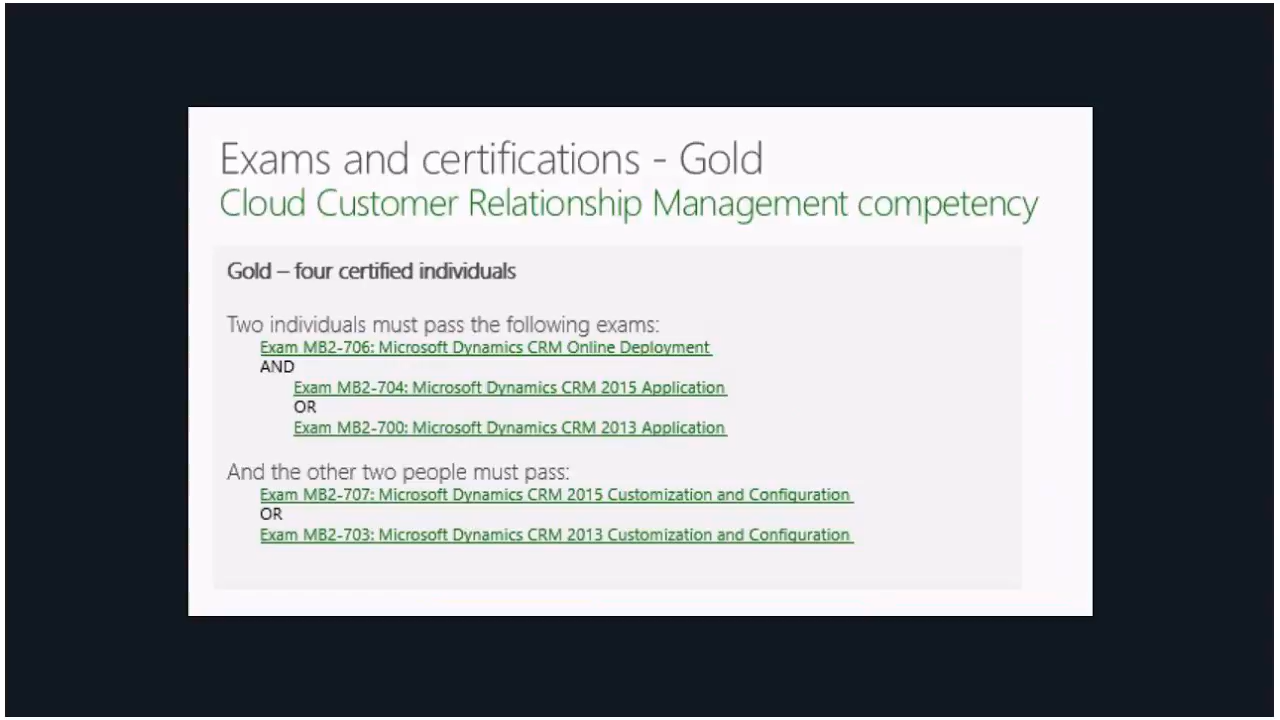 Exams and certifications - Gold
Cloud Customer Relationship Management competency
Gold – four certified individuals
Two individuals must pass the following exams:
Exam MB2-706: Microsoft Dynamics CRM Online Deployment
AND
Exam MB2-704: Microsoft Dynamics CRM 2015 Application
OR
Exam MB2-700: Microsoft Dynamics CRM 2013 Application
And the other two people must pass:
Exam MB2-707: Microsoft Dynamics CRM 2015 Customization and Configuration
OR
Exam MB2-703: Microsoft Dynamics CRM 2013 Customization and Configuration